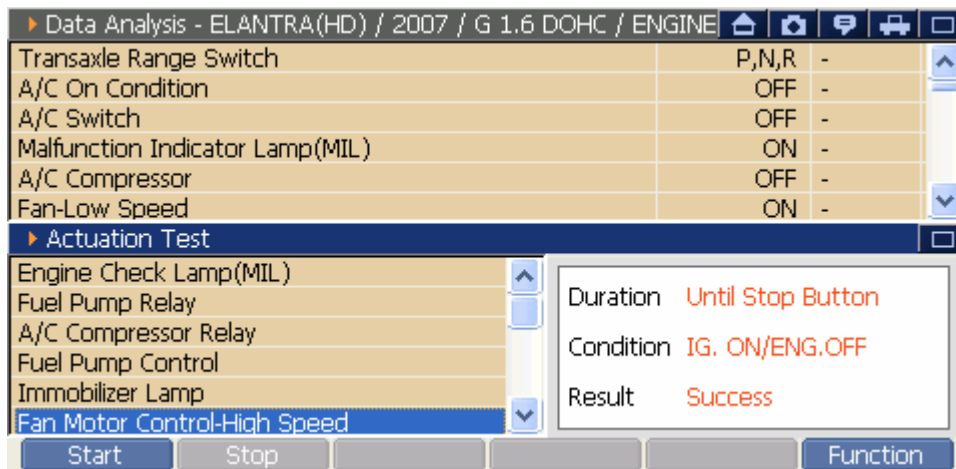 Data Analysis - ELANTRA(HD) / 2007 / G 1.6 DOHC / ENGINE
Transaxle Range Switch P,N,R -
A/C On Condition OFF -
A/C Switch OFF -
Malfunction Indicator Lamp(MIL) ON -
A/C Compressor OFF -
Fan-Low Speed ON -
Actuation Test
Engine Check Lamp(MIL)
Fuel Pump Relay
A/C Compressor Relay
Fuel Pump Control
Immobilizer Lamp
Fan Motor Control-High Speed
Duration Until Stop Button
Condition IG. ON/ENG.OFF
Result Success
Start Stop Function